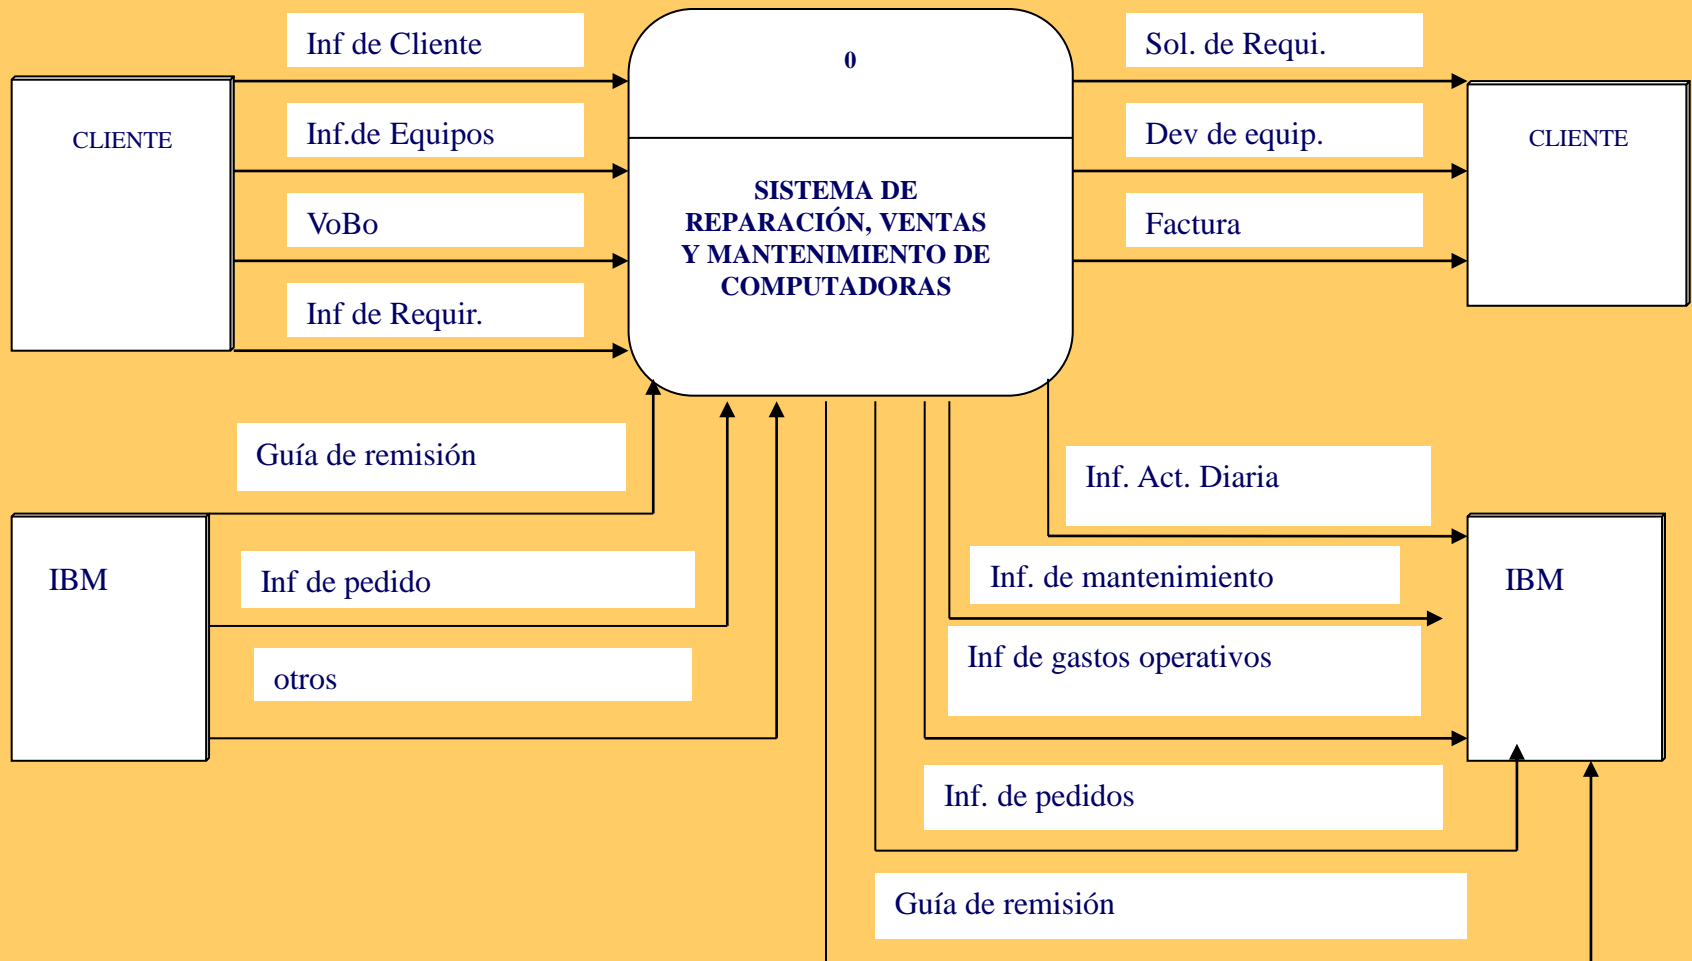 Inf de Cliente
0
Sol. de Requi.
CLIENTE
Inf.de Equipos
Dev de equip.
CLIENTE
SISTEMA DE
REPARACIÓN, VENTAS
Y MANTENIMIENTO DE
COMPUTADORAS
VoBo
Factura
Inf de Requir.
Guía de remisión
Inf. Act. Diaria
IBM
Inf de pedido
Inf. de mantenimiento
IBM
otros
Inf de gastos operativos
Inf. de pedidos
Guía de remisión